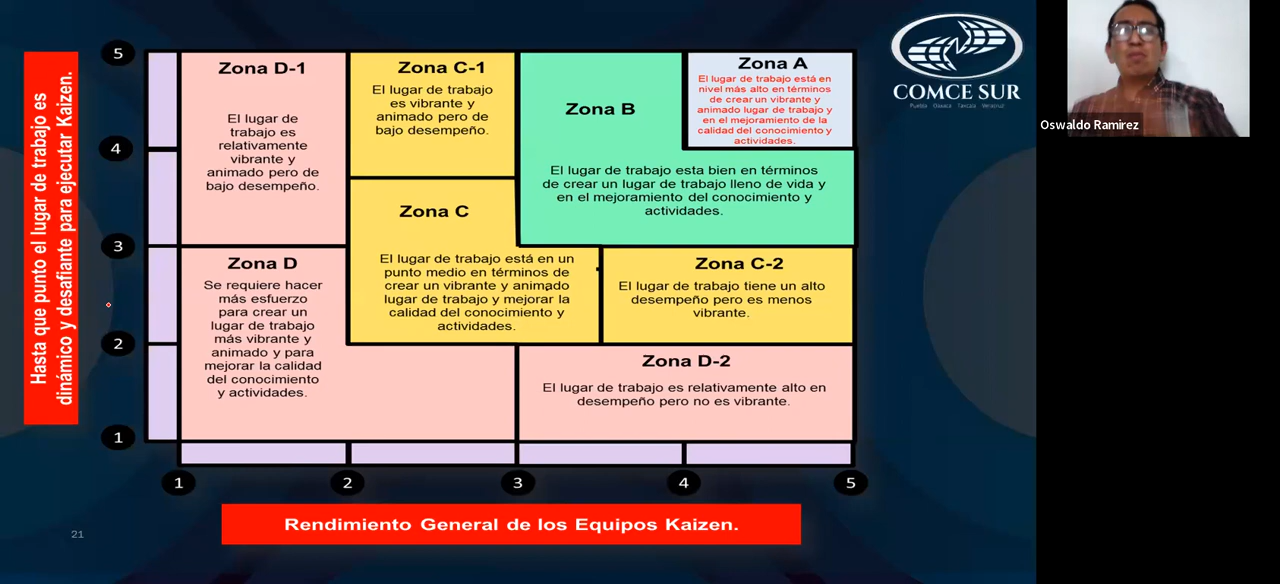 Hasta que punto el lugar de trabajo es
dinámico y desafiante para ejecutar Kaizen.
5
4
3
2
1
Zona D-1
El lugar de
trabajo es
relativamente
vibrante y
animado pero de
bajo desempeño.
Zona C-1
El lugar de trabajo
es vibrante y
animado pero de
bajo desempeño.
Zona B
El lugar de trabajo esta bien en términos
de crear un lugar de trabajo lleno de vida y
en el mejoramiento del conocimiento y
actividades.
Zona A
El lugar de trabajo está en
nivel más alto en términos
de crear un vibrante y
animado lugar de trabajo y
en el mejoramiento de la
calidad del conocimiento y
actividades.
Zona C
El lugar de trabajo está en un
punto medio en términos de
crear un vibrante y animado
lugar de trabajo y mejorar la
calidad del conocimiento y
actividades.
Zona D
Se requiere hacer
más esfuerzo
para crear un
lugar de trabajo
más vibrante y
animado y para
mejorar la calidad
del conocimiento
y actividades.
Zona C-2
El lugar de trabajo tiene un alto
desempeño pero es menos
vibrante.
Zona D-2
El lugar de trabajo es relativamente alto en
desempeño pero no es vibrante.
1 2 3 4 5
Rendimiento General de los Equipos Kaizen.
21
COMCE SUR
Puebla Oaxaca Tlaxcala Veracruz
Oswaldo Ramirez